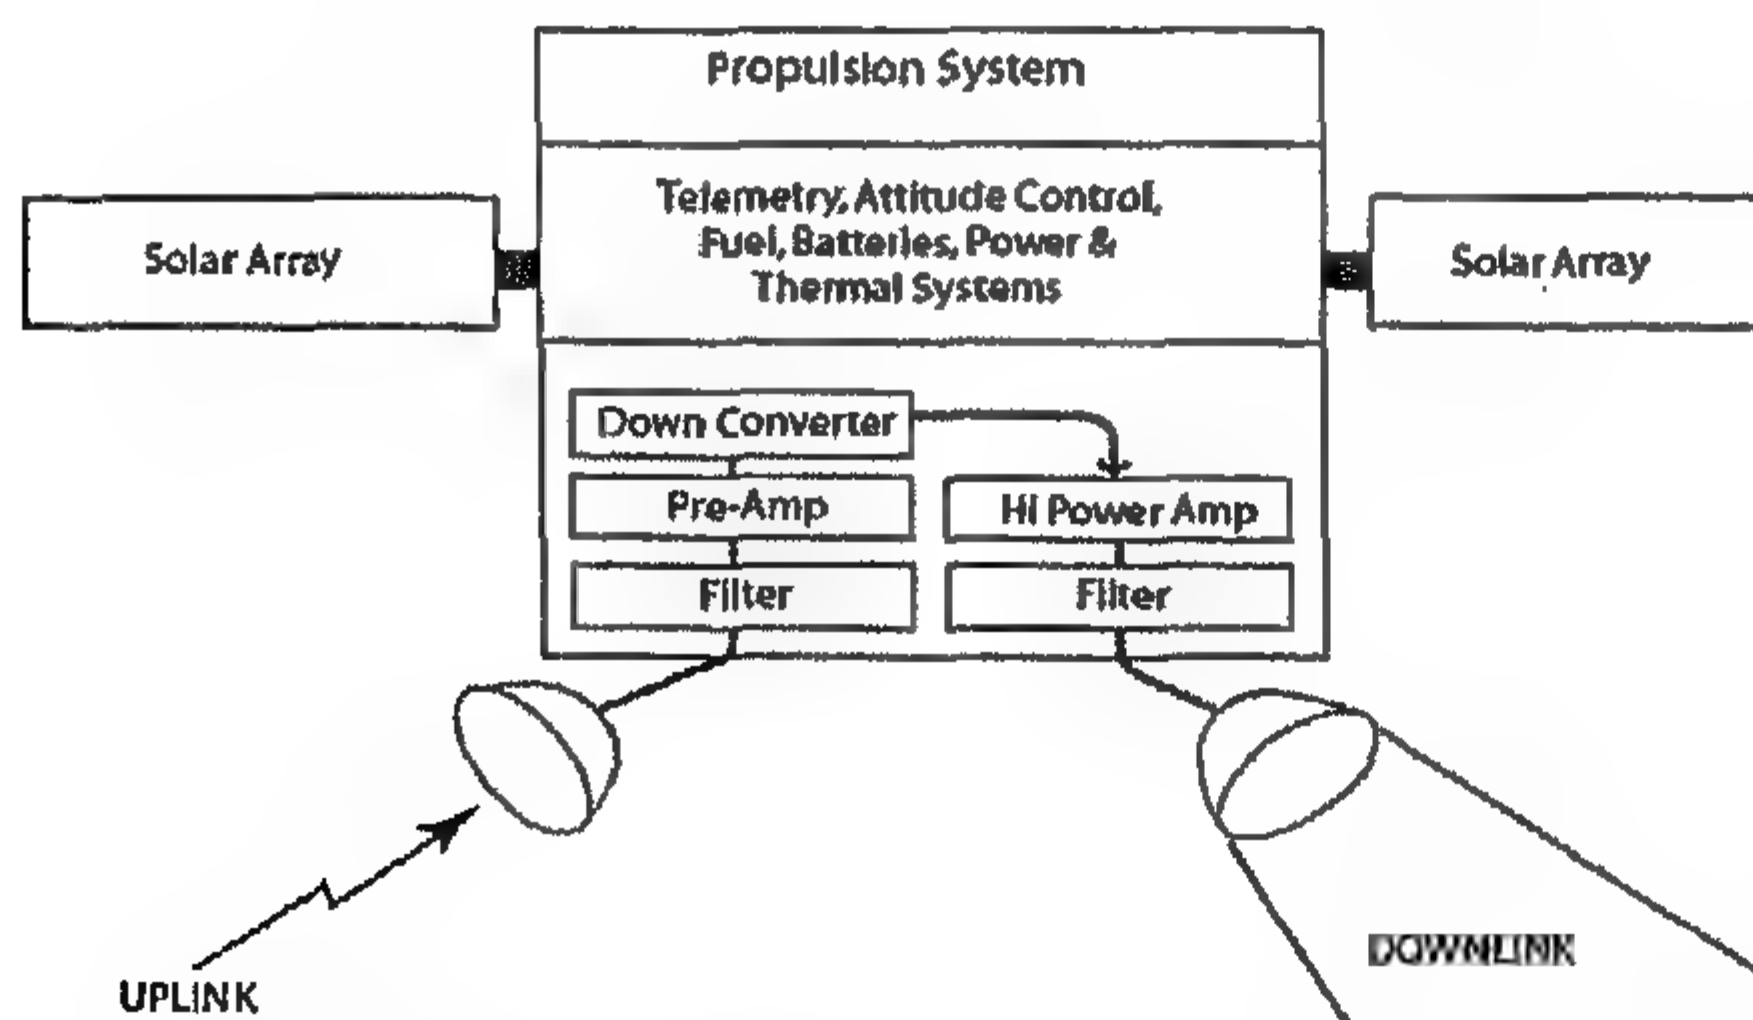 Propulsion System
Telemetry, Attitude Control,
Fuel, Batteries, Power &
Thermal Systems
Solar Array
Solar Array
Down Converter
Pre-Amp
Hi Power Amp
Filter
Filter
UPLINK
DOWNLINK